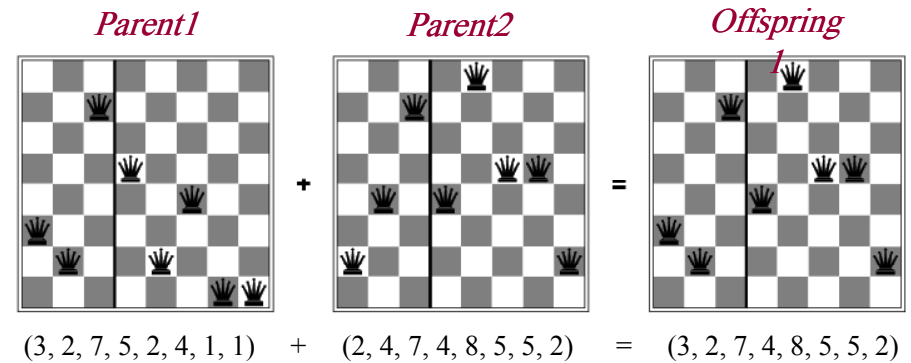 Parent1
Parent2
Offspring
1
+
=
(3, 2, 7, 5, 2, 4, 1, 1) + (2, 4, 7, 4, 8, 5, 5, 2) = (3, 2, 7, 4, 8, 5, 5, 2)